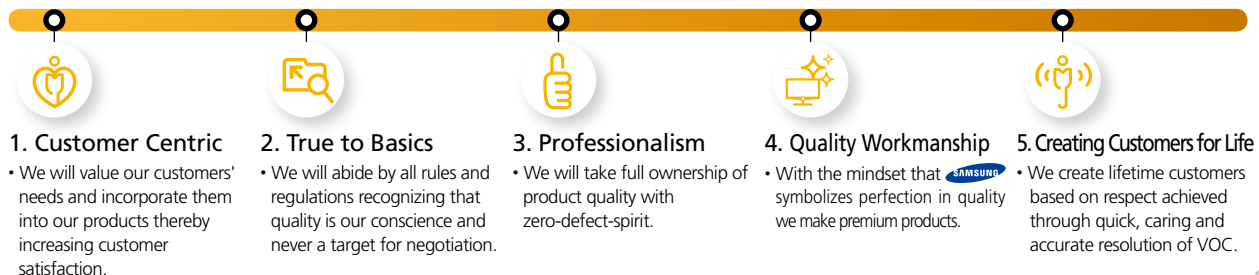 1. Customer Centric
• We will value our customers'
needs and incorporate them
into our products thereby
increasing customer
satisfaction.
2. True to Basics
• We will abide by all rules and
regulations recognizing that
quality is our conscience and
never a target for negotiation.
3. Professionalism
• We will take full ownership of
product quality with
zero-defect-spirit.
4. Quality Workmanship
• With the mindset that SAMSUNG
symbolizes perfection in quality
we make premium products.
5. Creating Customers for Life
• We create lifetime customers
based on respect achieved
through quick, caring and
accurate resolution of VOC.